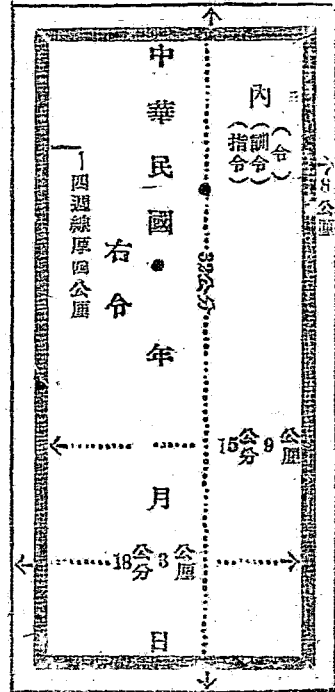 內
(令)
(訓令)
(指令)
8公厘
32公分
15公分9公厘
18公分3公厘
右令
中華民國 年 月 日
四週線厚四公厘